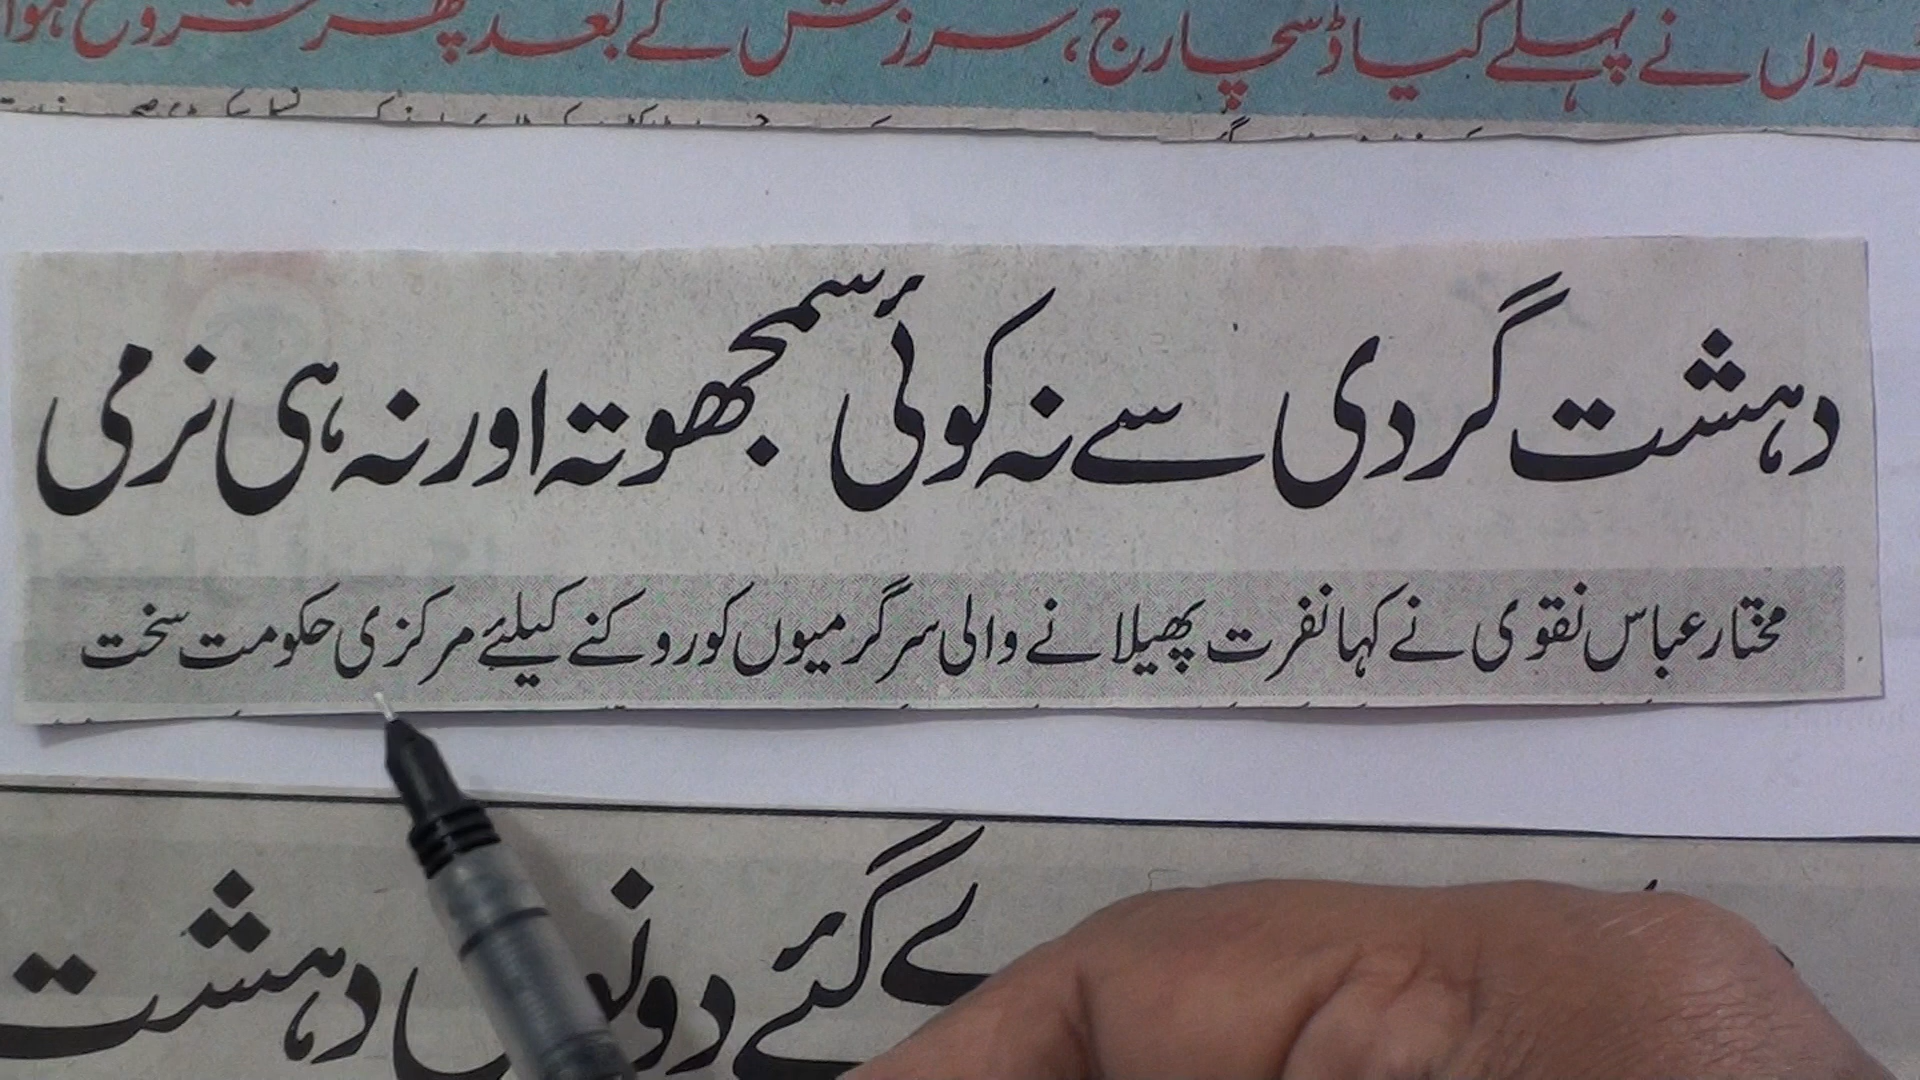 نے پہلے کیا ڈسچارج، سرزنش کے بعد پھر شروع ہوا
دہشت گردی سے نہ کوئی سمجھوتہ اور نہ ہی نرمی
مختار عباس نقوی نے کہا نفرت پھیلانے والی سرگرمیوں کو روکنے کیلئے مرکزی حکومت سخت
گئے دونوں دہشت